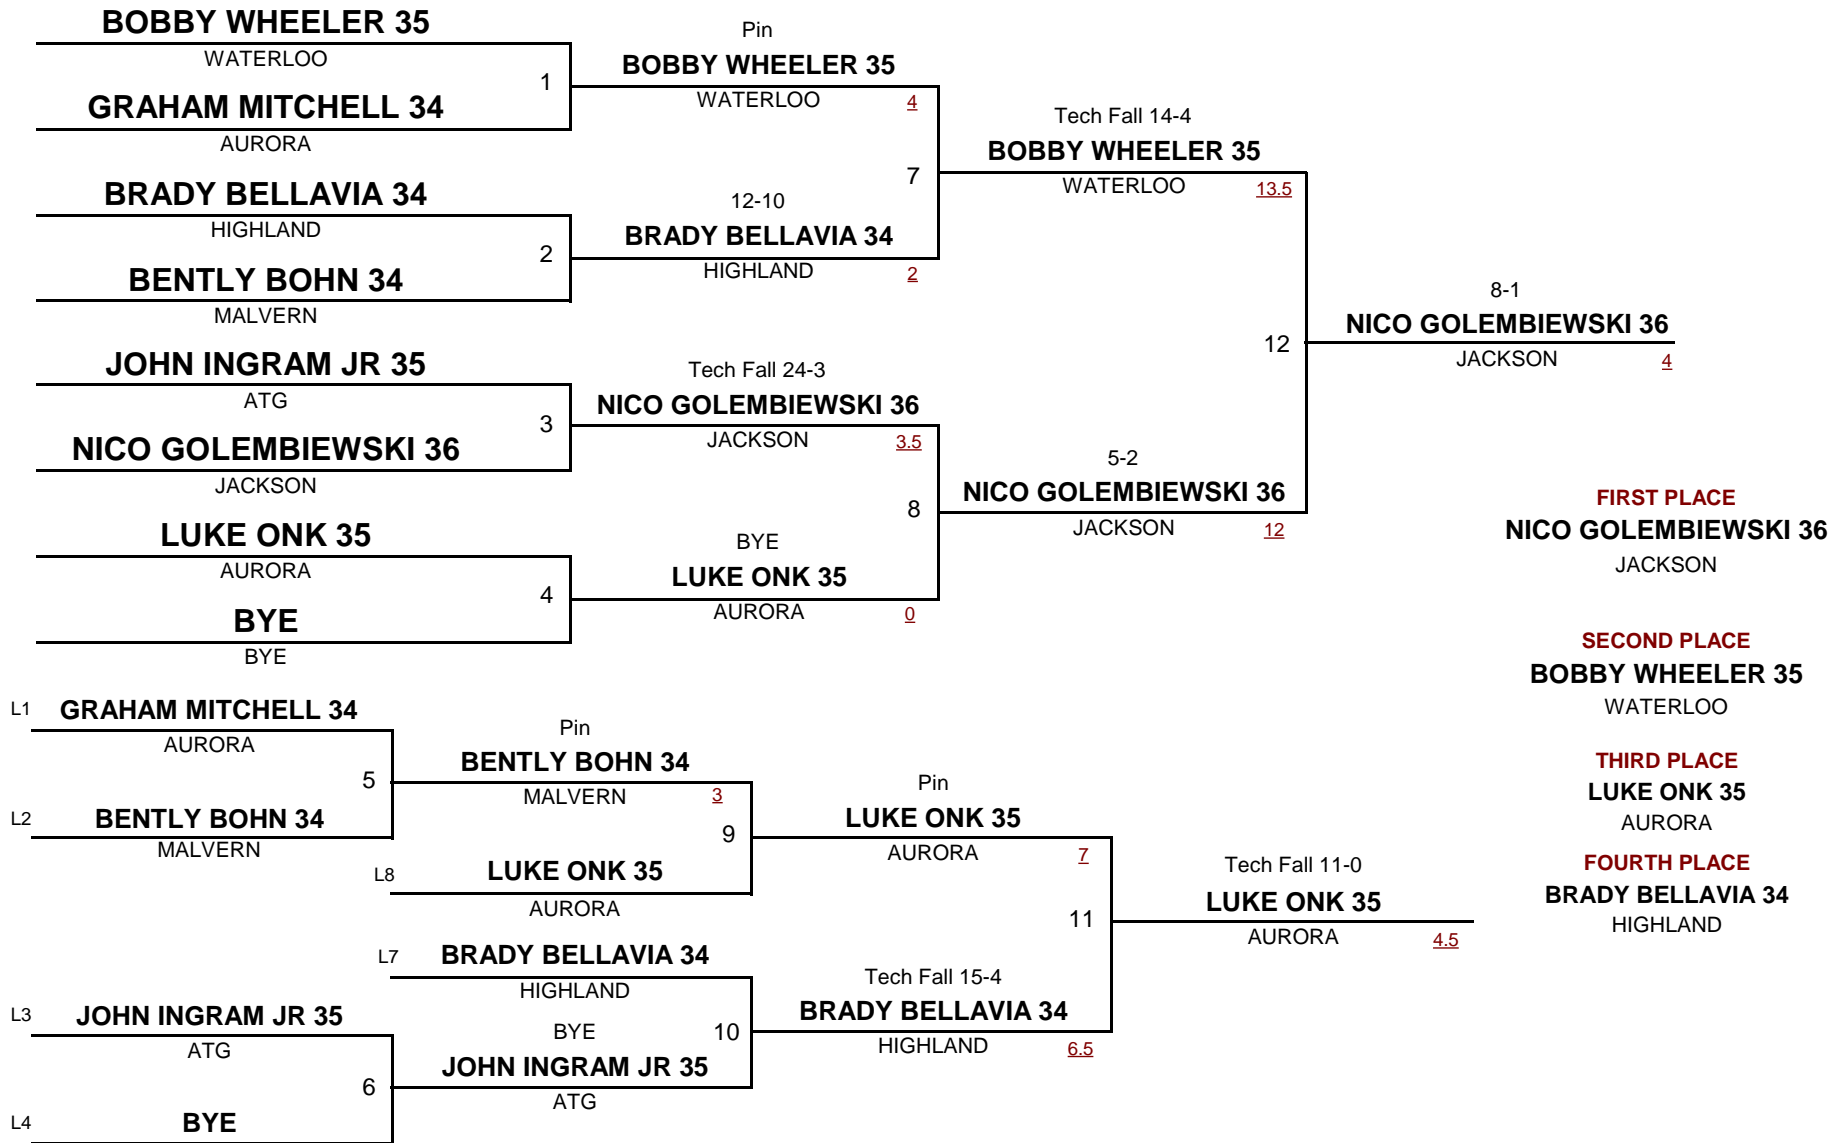 BOBBY WHEELER 35
WATERLOO
1
GRAHAM MITCHELL 34
AURORA
BRADY BELLAVIA 34
HIGHLAND
2
BENTLY BOHN 34
MALVERN
JOHN INGRAM JR 35
ATG
3
NICO GOLEMBIEWSKI 36
JACKSON
LUKE ONK 35
AURORA
4
BYE
BYE
Pin
BOBBY WHEELER 35
WATERLOO 4
7
12-10
BRADY BELLAVIA 34
HIGHLAND 2
Tech Fall 24-3
NICO GOLEMBIEWSKI 36
JACKSON 3.5
8
BYE
LUKE ONK 35
AURORA 0
Tech Fall 14-4
BOBBY WHEELER 35
WATERLOO 13.5
12
5-2
NICO GOLEMBIEWSKI 36
JACKSON 12
8-1
NICO GOLEMBIEWSKI 36
JACKSON 4
FIRST PLACE
NICO GOLEMBIEWSKI 36
JACKSON
SECOND PLACE
BOBBY WHEELER 35
WATERLOO
THIRD PLACE
LUKE ONK 35
AURORA
FOURTH PLACE
BRADY BELLAVIA 34
HIGHLAND
L1 GRAHAM MITCHELL 34
AURORA
5
L2 BENTLY BOHN 34
MALVERN
L3 JOHN INGRAM JR 35
ATG
6
L4 BYE
Pin
BENTLY BOHN 34
MALVERN 3
9
L8 LUKE ONK 35
AURORA
L7 BRADY BELLAVIA 34
HIGHLAND
BYE 10
JOHN INGRAM JR 35
ATG
Pin
LUKE ONK 35
AURORA 7
11
Tech Fall 15-4
BRADY BELLAVIA 34
HIGHLAND 6.5
Tech Fall 11-0
LUKE ONK 35
AURORA 4.5